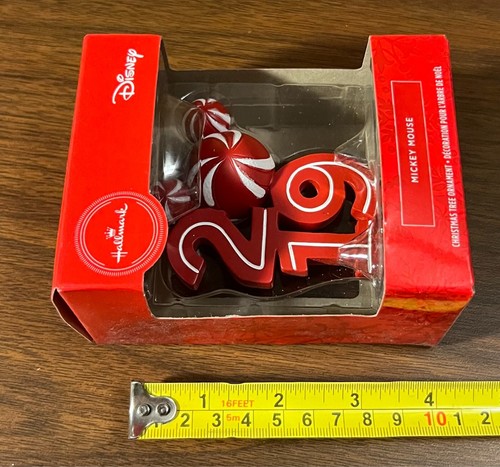 Disney
Hallmark
2019
MICKEY MOUSE
CHRISTMAS TREE ORNAMENT • DÉCORATION POUR L'ARBRE DE NOËL
1 16FEET 2 3 4
2 3 5m 4 5 6 7 8 9 10 1 2